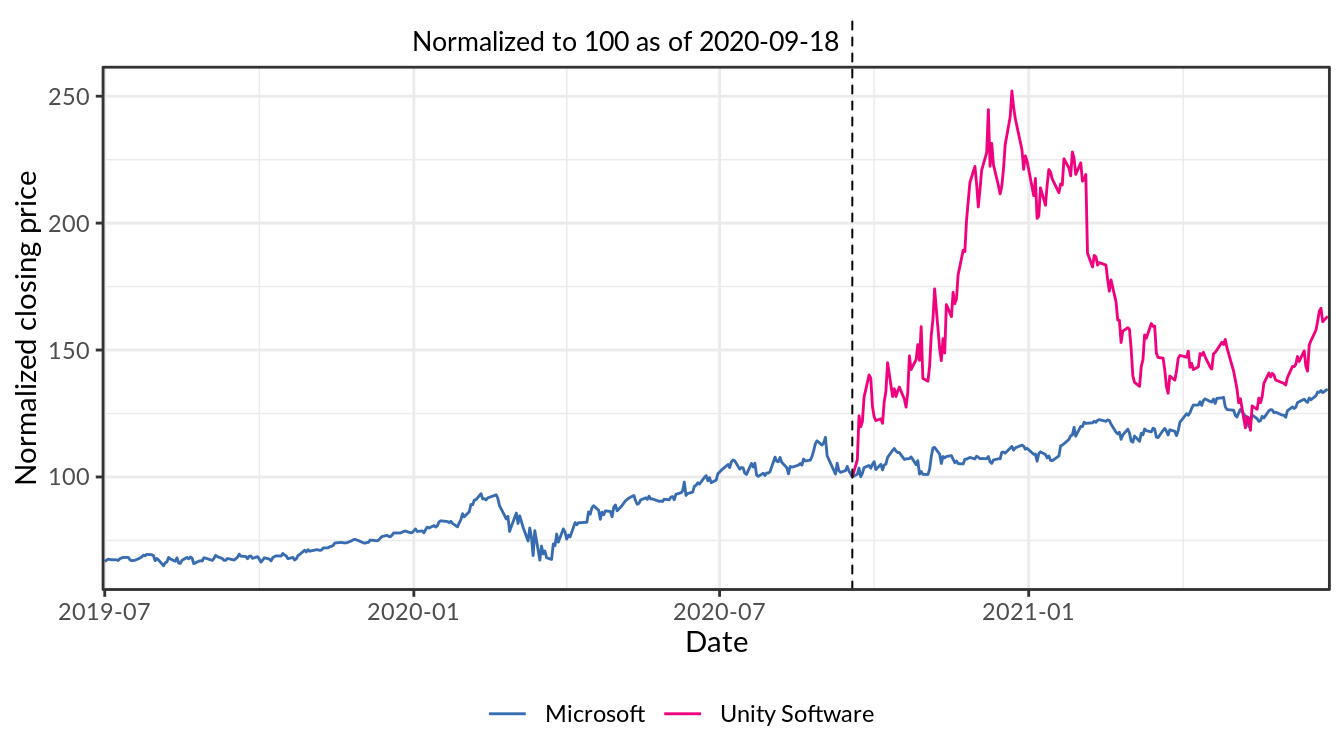 Normalized to 100 as of 2020-09-18
Normalized closing price
250
200
150
100
2019-07
2020-01
2020-07
2021-01
Date
Microsoft
Unity Software